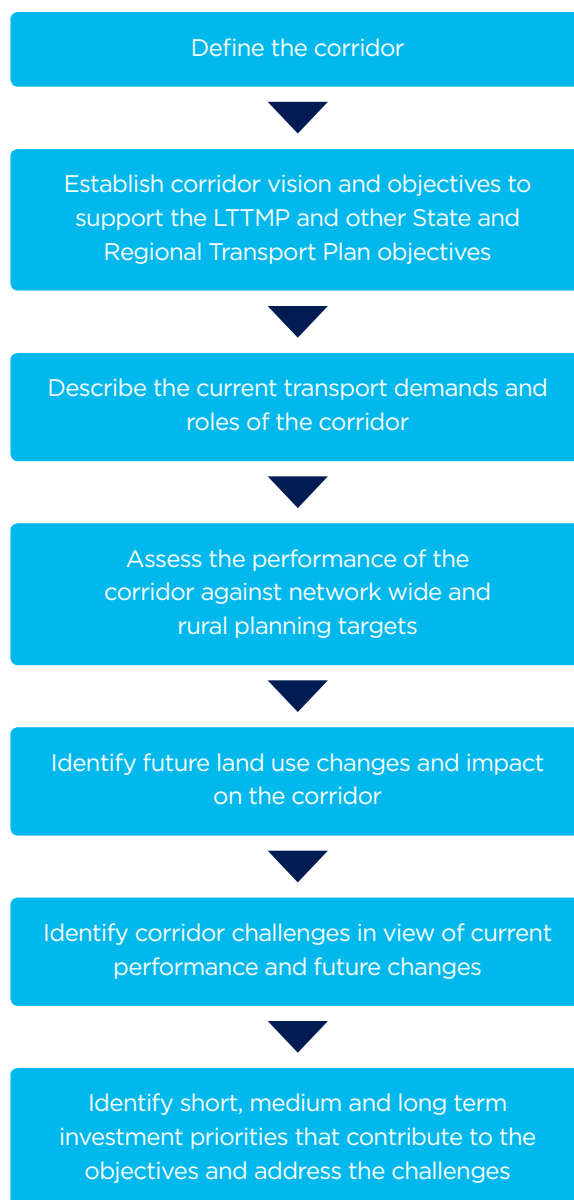 Define the corridor
Establish corridor vision and objectives to
support the LTTMP and other State and
Regional Transport Plan objectives
Describe the current transport demands and
roles of the corridor
Assess the performance of the
corridor against network wide and
rural planning targets
Identify future land use changes and impact
on the corridor
Identify corridor challenges in view of current
performance and future changes
Identify short, medium and long term
investment priorities that contribute to the
objectives and address the challenges